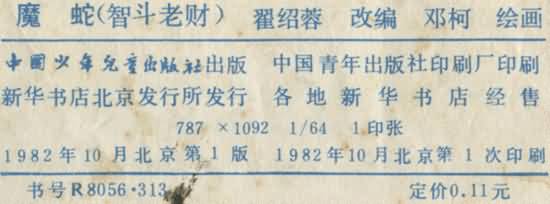 魔 蛇(智斗老财) 翟绍蓉 改编 邓柯 绘画
中国少年儿童出版社出版 中国青年出版社印刷厂印刷
新华书店北京发行所发行 各地新华书店经售
787 ×1092 1/64 1印张
1982年10月北京第1版 1982年10月北京第1次印刷
书号R8056·313 定价0.11元